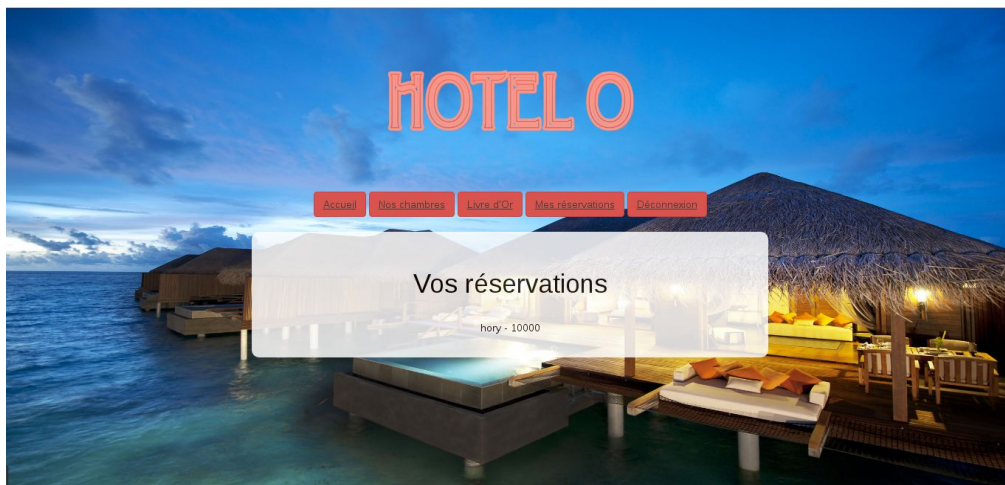 HOTEL O
Accueil Nos chambres Livre d'Or Mes réservations Déconnexion
Vos réservations
hory - 10000